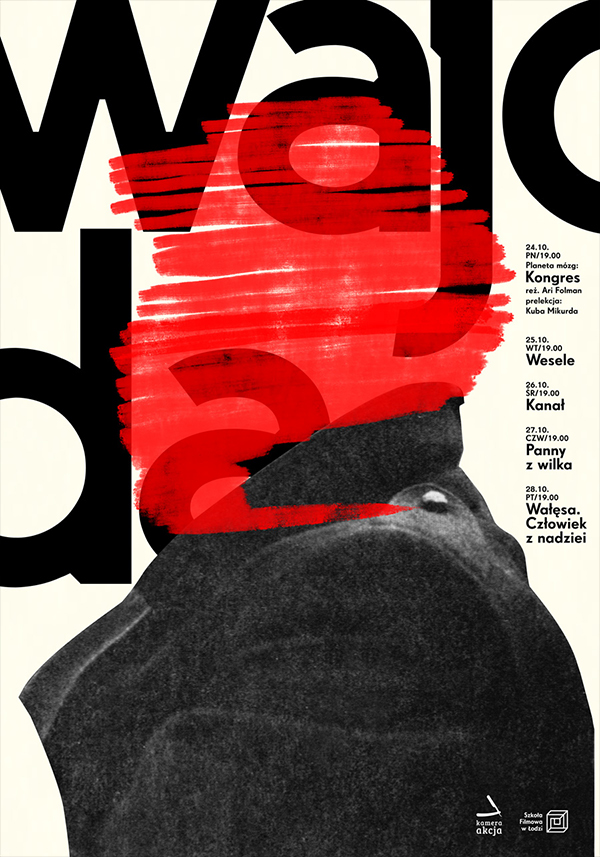 waj
da
24.10.
PN/19.00
Planeta mózg:
Kongres
reż. Ari Folman
prelekcja:
Kuba Mikurda
25.10.
WT/19.00
Wesele
26.10.
ŚR/19.00
Kanał
27.10.
CZW/19.00
Panny
z wilka
28.10.
PT/19.00
Wałęsa.
Człowiek
z nadziei
kamera
akcja
Szkoła
Filmowa
w Łodzi